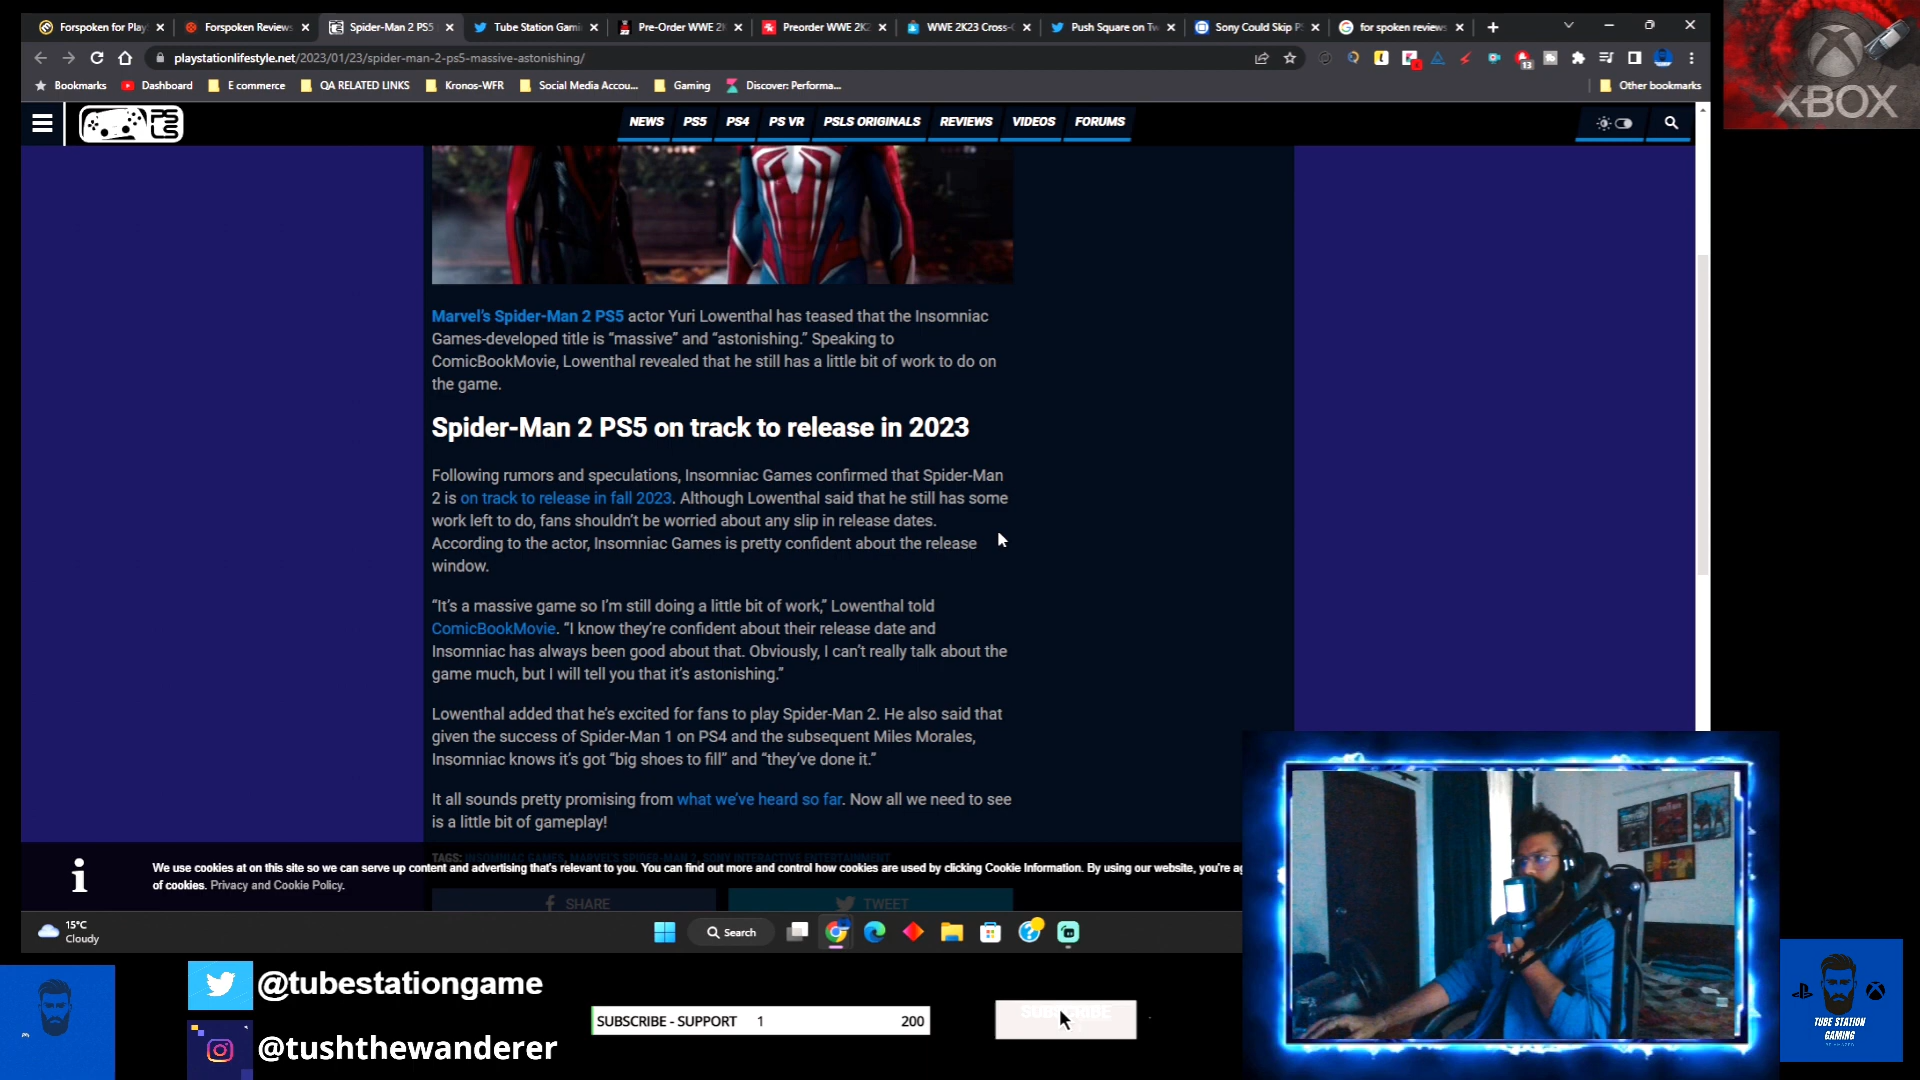 Forspoken for Play
Forspoken Reviews
Spider-Man 2 PS5
Tube Station Gami
Pre-Order WWE 2K
Preorder WWE 2K2
WWE 2K23 Cross-
Push Square on Tw
Sony Could Skip PS
for spoken reviews
playstationlifestyle.net/2023/01/23/spider-man-2-ps5-massive-astonishing/
13
Bookmarks
Dashboard
E commerce
QA RELATED LINKS
Kronos-WFR
Social Media Accou...
Gaming
Discover: Performa...
Other bookmarks
XBOX
PS
LS
NEWS
PS5
PS4
PS VR
PSLS ORIGINALS
REVIEWS
VIDEOS
FORUMS
Marvel's Spider-Man 2 PS5 actor Yuri Lowenthal has teased that the Insomniac
Games-developed title is “massive” and “astonishing.” Speaking to
ComicBookMovie, Lowenthal revealed that he still has a little bit of work to do on
the game.
Spider-Man 2 PS5 on track to release in 2023
Following rumors and speculations, Insomniac Games confirmed that Spider-Man
2 is on track to release in fall 2023. Although Lowenthal said that he still has some
work left to do, fans shouldn’t be worried about any slip in release dates.
According to the actor, Insomniac Games is pretty confident about the release
window.
“It’s a massive game so I’m still doing a little bit of work,” Lowenthal told
ComicBookMovie. “I know they’re confident about their release date and
Insomniac has always been good about that. Obviously, I can’t really talk about the
game much, but I will tell you that it’s astonishing.”
Lowenthal added that he’s excited for fans to play Spider-Man 2. He also said that
given the success of Spider-Man 1 on PS4 and the subsequent Miles Morales,
Insomniac knows it’s got “big shoes to fill” and “they’ve done it.”
It all sounds pretty promising from what we’ve heard so far. Now all we need to see
is a little bit of gameplay!
TAGS: INSOMNIAC GAMES, MARVEL'S SPIDER-MAN 2, SONY INTERACTIVE ENTERTAINMENT
We use cookies at on this site so we can serve up content and advertising that's relevant to you. You can find out more and control how cookies are used by clicking Cookie Information. By using our website, you're ag
of cookies. Privacy and Cookie Policy.
SHARE
TWEET
15°C
Cloudy
Search
@tubestationgame
@tushthewanderer
SUBSCRIBE - SUPPORT 1 200
SUBSCRIBE
TUBE STATION
GAMING